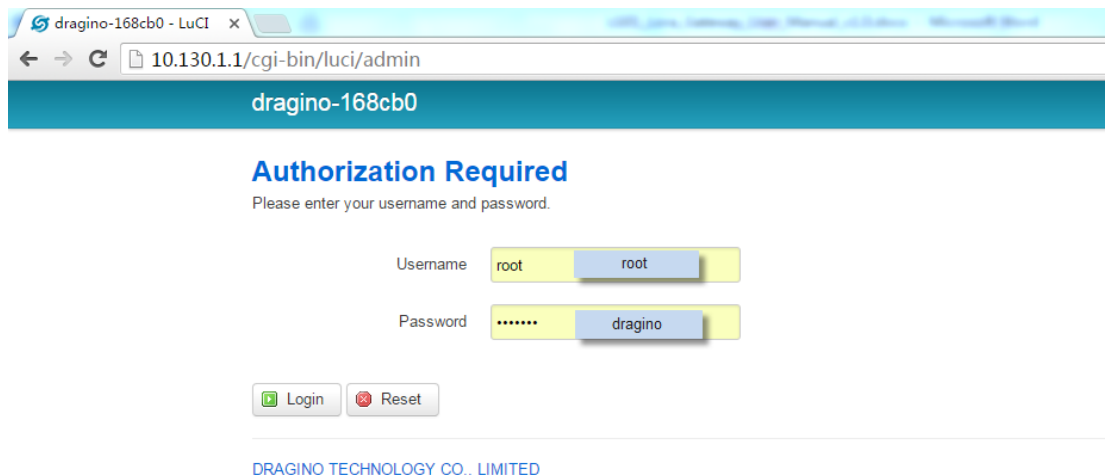 dragino-168cb0 - LuCI
10.130.1.1/cgi-bin/luci/admin
dragino-168cb0
Authorization Required
Please enter your username and password.
Username root root
Password ••••••• dragino
Login Reset
DRAGINO TECHNOLOGY CO., LIMITED